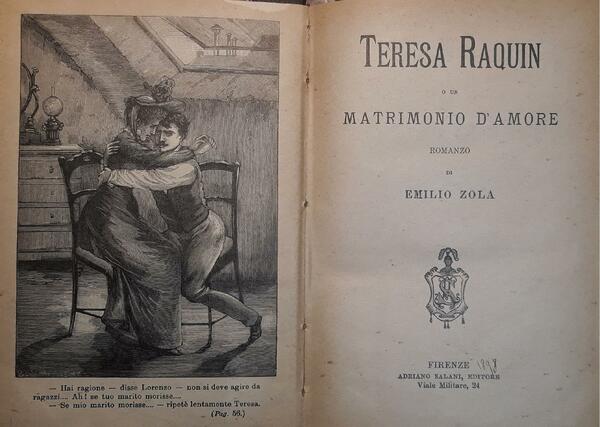 — Hai ragione — disse Lorenzo — non si deve agire da
ragazzi.... Ah! se tuo marito morisse....
— Se mio marito morisse.... — ripetè lentamente Teresa.
(Pag. 56.)
TERESA RAQUIN
O UN
MATRIMONIO D'AMORE
ROMANZO
DI
EMILIO ZOLA
FIRENZE 1898
ADRIANO SALANI, EDITORE
Viale Militare, 24